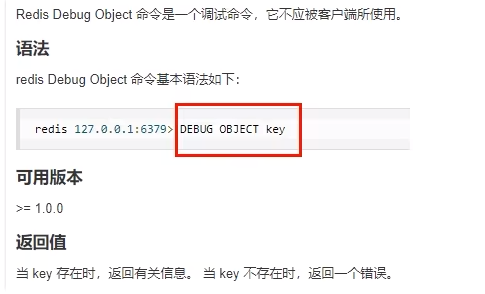 Redis Debug Object 命令是一个调试命令，它不应被客户端所使用。
语法
redis Debug Object 命令基本语法如下：
redis 127.0.0.1:6379> DEBUG OBJECT key
可用版本
>= 1.0.0
返回值
当 key 存在时，返回有关信息。 当 key 不存在时，返回一个错误。